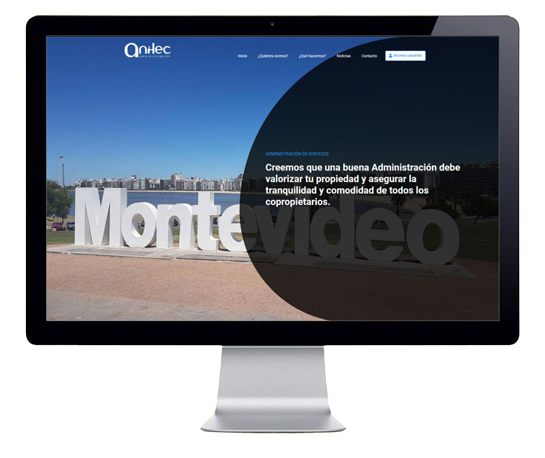 anitec
administración
Inicio ¿Quiénes somos? ¿Qué hacemos? Noticias Contacto Acceso usuarios
ADMINISTRACIÓN DE EDIFICIOS
Creemos que una buena Administración debe
valorizar tu propiedad y asegurar la
tranquilidad y comodidad de todos los
copropietarios.
Montevideo